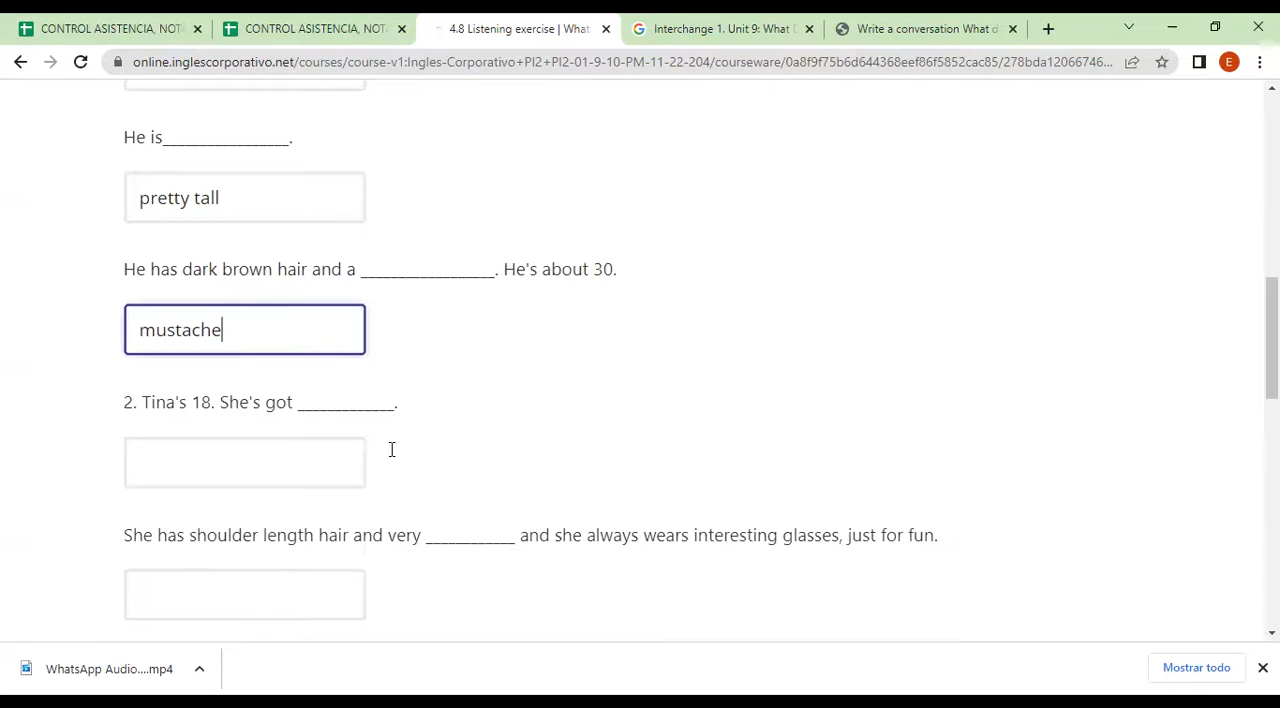 CONTROL ASISTENCIA, NOT
CONTROL ASISTENCIA, NOT
4.8 Listening exercise | What
Interchange 1. Unit 9: What
Write a conversation What d
online.inglescorporativo.net/courses/course-v1:Ingles-Corporativo+PI2+PI2-01-9-10-PM-11-22-204/courseware/0a8f9f75b6d644368eef86f5852cac85/278bda12066746...
E
He is________________.
pretty tall
He has dark brown hair and a _________________. He's about 30.
mustache
2. Tina's 18. She's got ____________.
She has shoulder length hair and very ___________ and she always wears interesting glasses, just for fun.
WhatsApp Audio....mp4
Mostrar todo